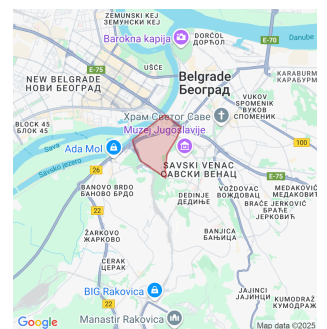 ZEMUNSKI KEJ
ЗЕМУНСКИ КЕЈ
Barokna kapija
DORĆOL
ДОРЋОЛ
E-70
Danube
E-75
UŠĆE
УШЋЕ
Belgrade
Београд
NEW BELGRADE
НОВИ БЕОГРАД
KARABURM
КАРАБУРМ
VUKOV
SPOMENIK
ВУКОВ
СПОМЕНИК
Храм Светог Саве
BLOCK 45
БЛОК 45
Muzej Jugoslavije
100
Ada Mol
Savsko jezero
SAVSKI VENAC
САВСКИ ВЕНАЦ
E-75
26
BANOVO BRDO
БАНОВО БРДО
DEDINJE
ДЕДИЊЕ
VOŽDOVAC
ВОЖДОВАЦ
MEDAKOVIĆ
МЕДАКОВИЋ
BRAĆE JERKOVIĆ
БРАЋЕ
ЈЕРКОВИЋ
22
ŽARKOVO
ЖАРКОВО
BANJICA
БАЊИЦА
CERAK
ЦЕРАК
BIG Rakovica
22
JAJINCI
ЈАЈИНЦИ
KUMODRAŽ
КУМОДРАЖ
Manastir Rakovica
Google
Map data ©2025